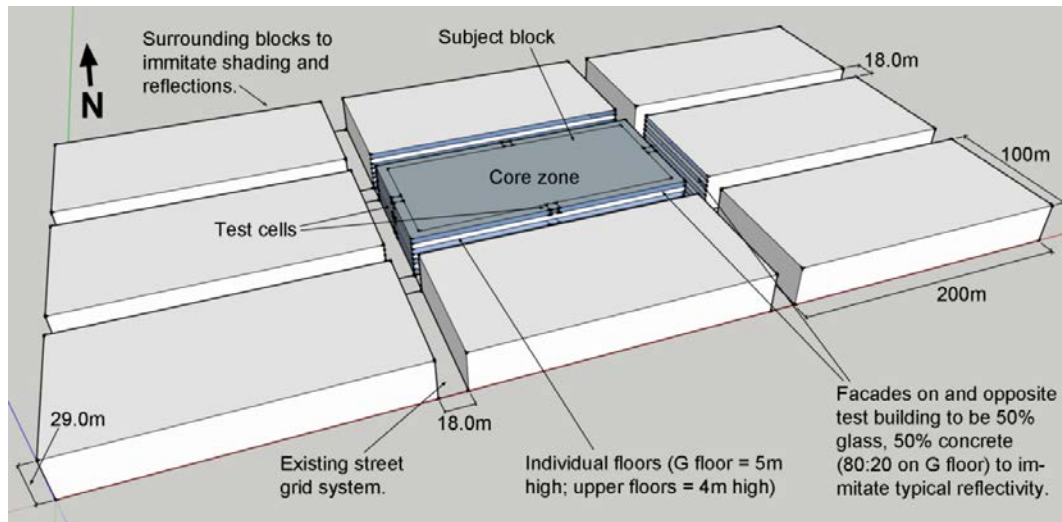 Surrounding blocks to
immitate shading and
reflections.
Subject block
18.0m
N
100m
Core zone
Test cells
200m
29.0m
18.0m
Existing street
grid system.
Individual floors (G floor = 5m
high; upper floors = 4m high)
Facades on and opposite
test building to be 50%
glass, 50% concrete
(80:20 on G floor) to im-
mitate typical reflectivity.